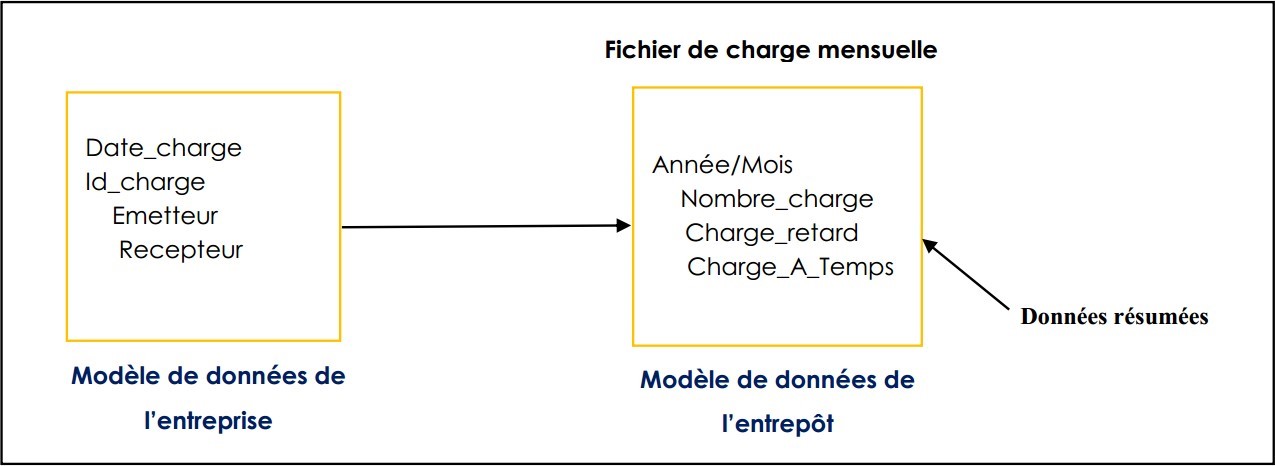 Fichier de charge mensuelle
Date_charge
Id_charge
Emetteur
Recepteur
Année/Mois
Nombre_charge
Charge_retard
Charge_A_Temps
Données résumées
Modèle de données de
l’entreprise
Modèle de données de
l’entrepôt